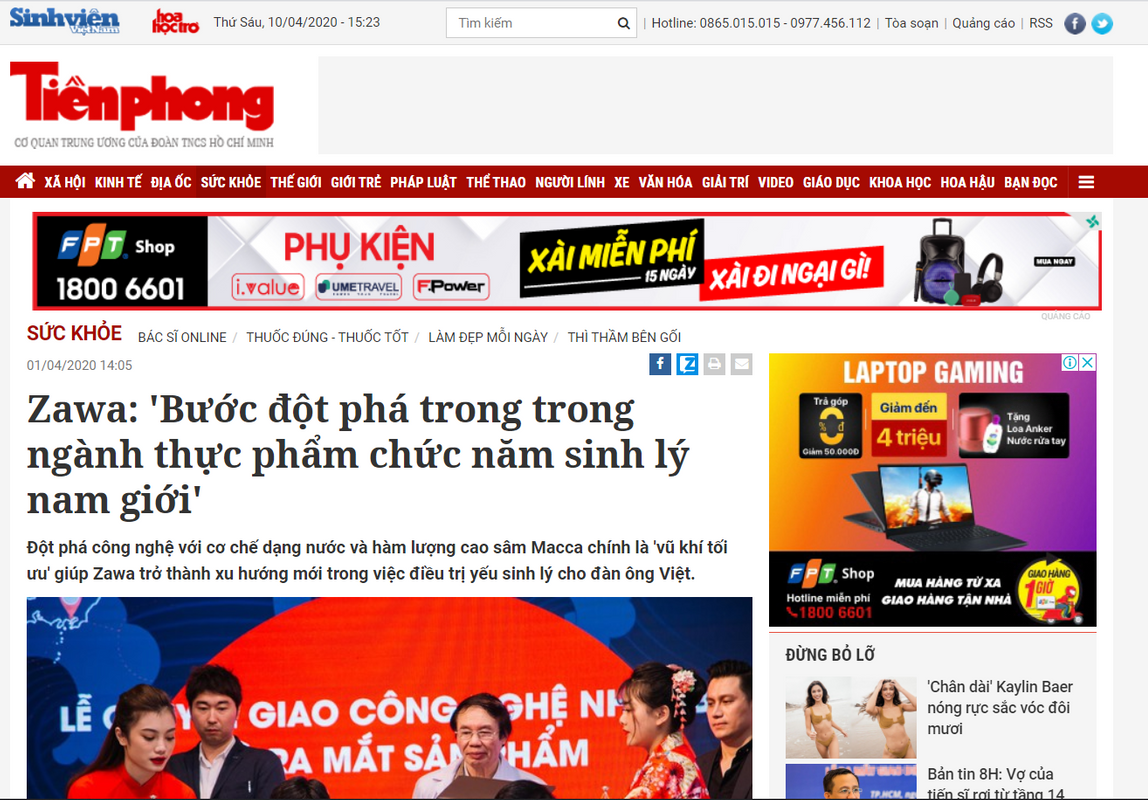 Sinh viên
VIỆT NAM
hoa
học trò
Thứ Sáu, 10/04/2020 - 15:23
Tìm kiếm
Hotline: 0865.015.015 - 0977.456.112 | Tòa soạn | Quảng cáo | RSS
Tiền phong
CƠ QUAN TRUNG ƯƠNG CỦA ĐOÀN TNCS HỒ CHÍ MINH
XÃ HỘI KINH TẾ ĐỊA ỐC SỨC KHỎE THẾ GIỚI GIỚI TRẺ PHÁP LUẬT THỂ THAO NGƯỜI LÍNH XE VĂN HÓA GIẢI TRÍ VIDEO GIÁO DỤC KHOA HỌC HOA HẬU BẠN ĐỌC
FPT Shop
1800 6601
PHỤ KIỆN
i.value
UMETRAVEL
F.Power
XÀI MIỄN PHÍ
15 NGÀY
XÀI ĐI NGẠI GÌ!
MUA NGAY
QUẢNG CÁO
SỨC KHỎE
BÁC SĨ ONLINE / THUỐC ĐÚNG - THUỐC TỐT / LÀM ĐẸP MỖI NGÀY / THÌ THẦM BÊN GỐI
01/04/2020 14:05
Zawa: 'Bước đột phá trong trong
ngành thực phẩm chức năm sinh lý
nam giới'
Đột phá công nghệ với cơ chế dạng nước và hàm lượng cao sâm Macca chính là 'vũ khí tối
ưu' giúp Zawa trở thành xu hướng mới trong việc điều trị yếu sinh lý cho đàn ông Việt.
LỄ
GIAO CÔNG
GHỆ NH
RA MẮT SẢN PHẨM
LAPTOP GAMING
Trả góp
0% đ
Giảm 50.000Đ
Giảm đến
4 triệu
Tặng
Loa Anker
Nước rửa tay
FPT Shop
Hotline miễn phí
1800 6601
MUA HÀNG TỪ XA
GIAO HÀNG TẬN NHÀ
GIAO HÀNG
1 GIỜ
ĐỪNG BỎ LỠ
'Chân dài' Kaylin Baer
nóng rực sắc vóc đôi
mươi
Bản tin 8H: Vợ của
tiến sĩ rơi từ tầng 14
TP.HCM,